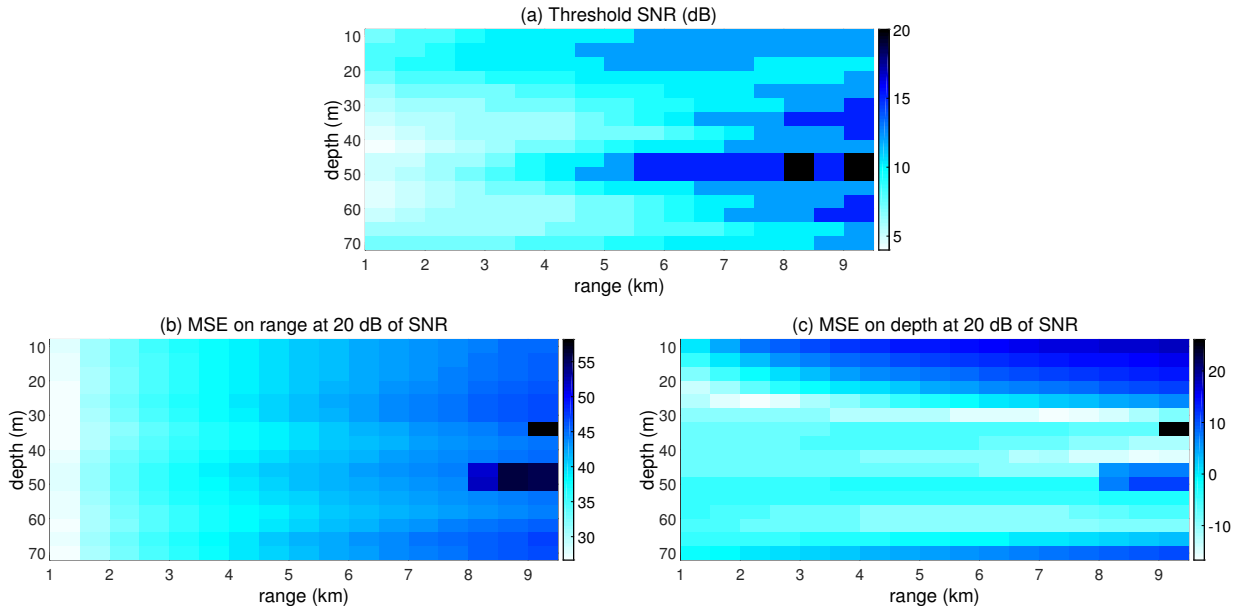 (a) Threshold SNR (dB)
10
20
30
40
50
60
70
depth (m)
1 2 3 4 5 6 7 8 9
range (km)
20
15
10
5
(b) MSE on range at 20 dB of SNR
10
20
30
40
50
60
70
depth (m)
1 2 3 4 5 6 7 8 9
range (km)
55
50
45
40
35
30
(c) MSE on depth at 20 dB of SNR
10
20
30
40
50
60
70
depth (m)
1 2 3 4 5 6 7 8 9
range (km)
20
10
0
-10